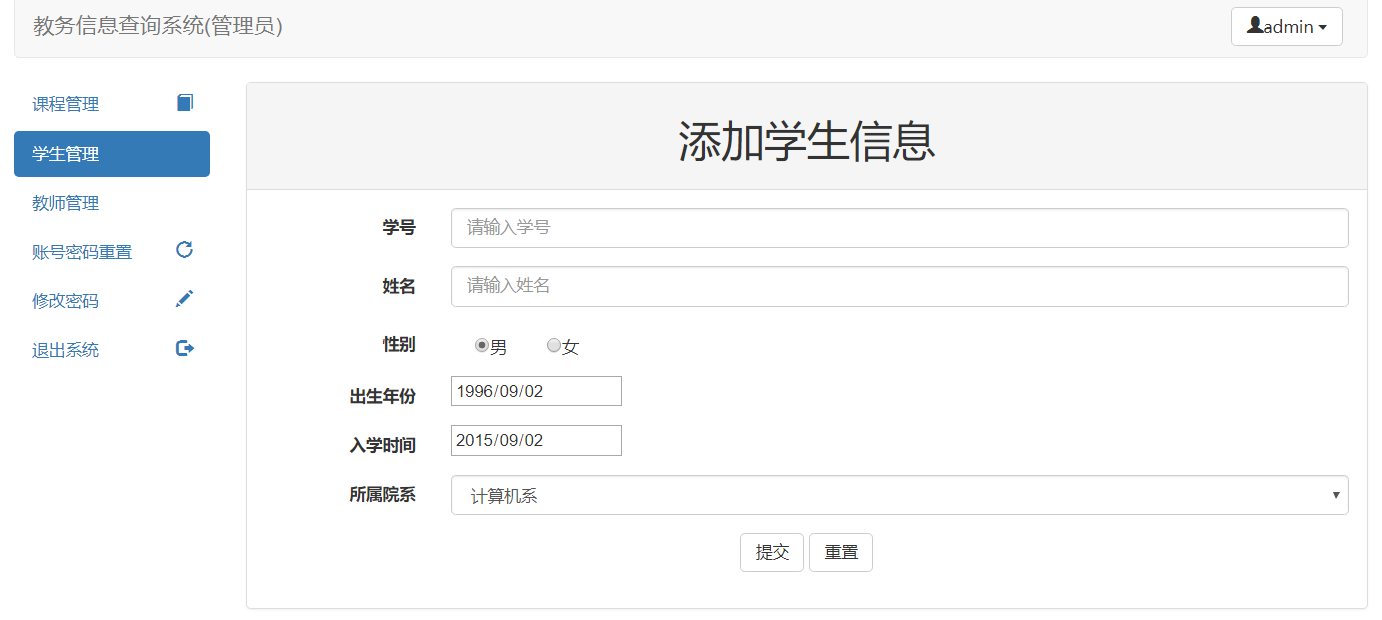 教务信息查询系统(管理员)
admin
课程管理
学生管理
教师管理
账号密码重置
修改密码
退出系统
添加学生信息
学号 请输入学号
姓名 请输入姓名
性别 男 女
出生年份 1996/09/02
入学时间 2015/09/02
所属院系 计算机系
提交 重置